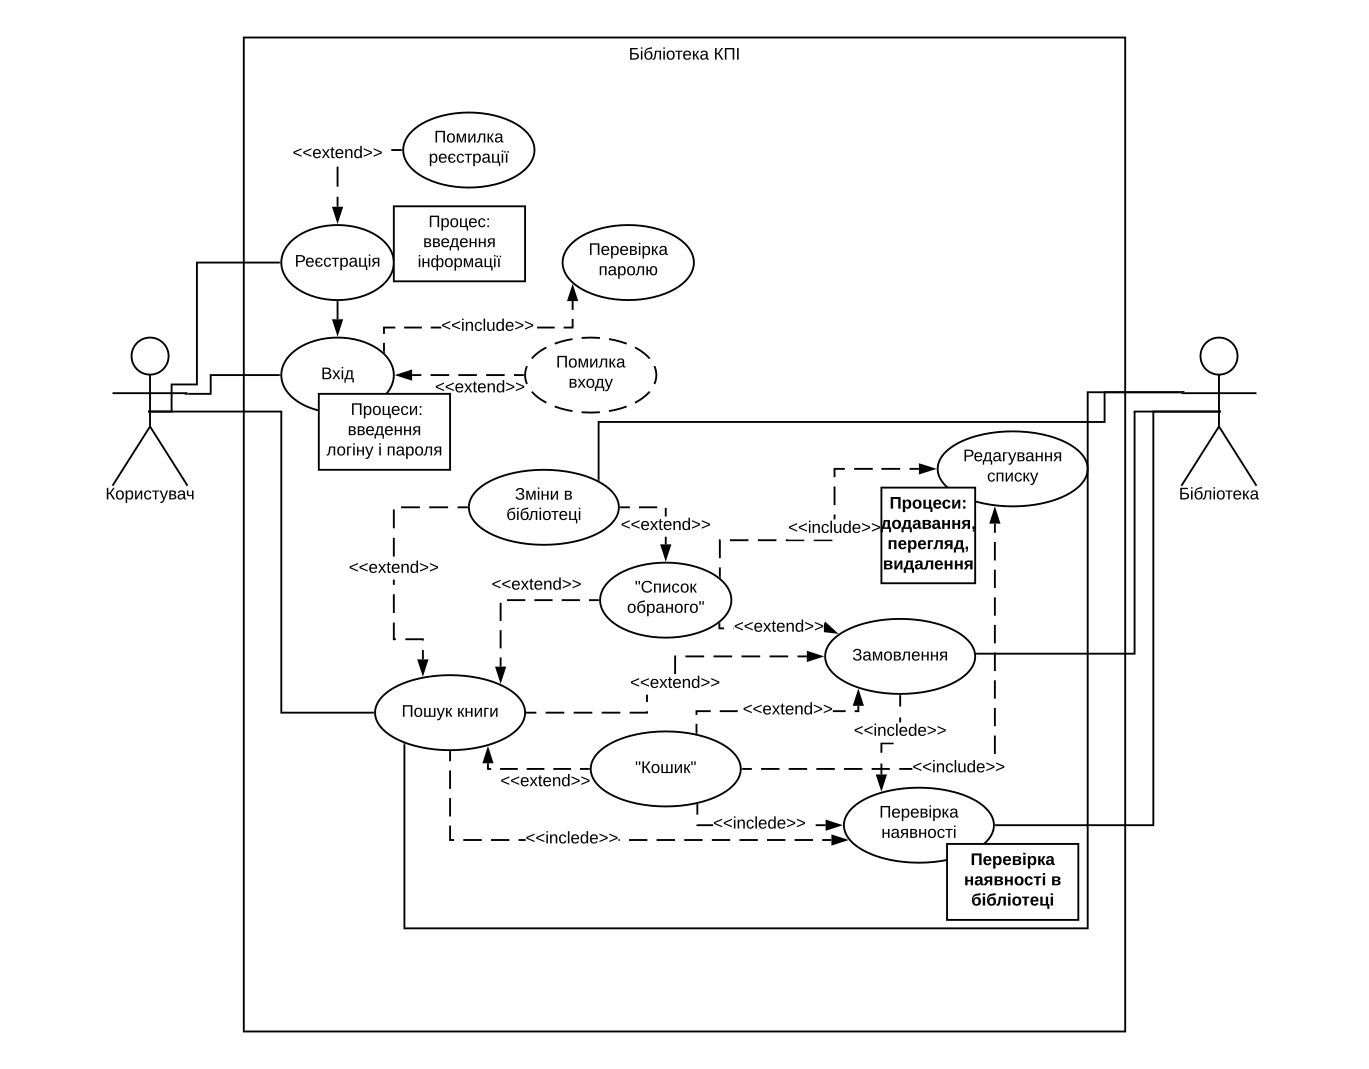 Бібліотека КПІ
Помилка
реєстрації
<<extend>>
Процес:
введення
інформації
Реєстрація
Перевірка
паролю
<<include>>
Вхід
Помилка
входу
<<extend>>
Процеси:
введення
логіну і пароля
Користувач
Бібліотека
Редагування
списку
Процеси:
додавання,
перегляд,
видалення
Зміни в
бібліотеці
<<extend>>
<<include>>
<<extend>>
<<extend>>
"Список
обраного"
<<extend>>
Замовлення
<<extend>>
Пошук книги
<<extend>>
<<inclede>>
"Кошик"
<<include>>
<<extend>>
Перевірка
наявності
<<inclede>>
<<inclede>>
Перевірка
наявності в
бібліотеці